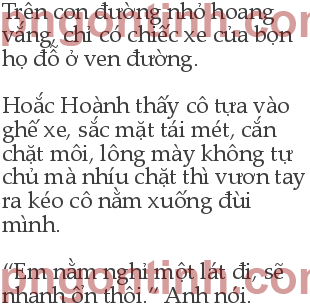 Trên con đường nhỏ hoang
vắng, chỉ có chiếc xe của bọn
họ đỗ ở ven đường.
Hoắc Hoành thấy cô tựa vào
ghế xe, sắc mặt tái mét, cắn
chặt môi, lông mày không tự
chủ mà nhíu chặt thì vươn tay
ra kéo cô nằm xuống đùi
mình.
“Em nằm nghỉ một lát đi, sẽ
nhanh ổn thôi.” Anh nói.